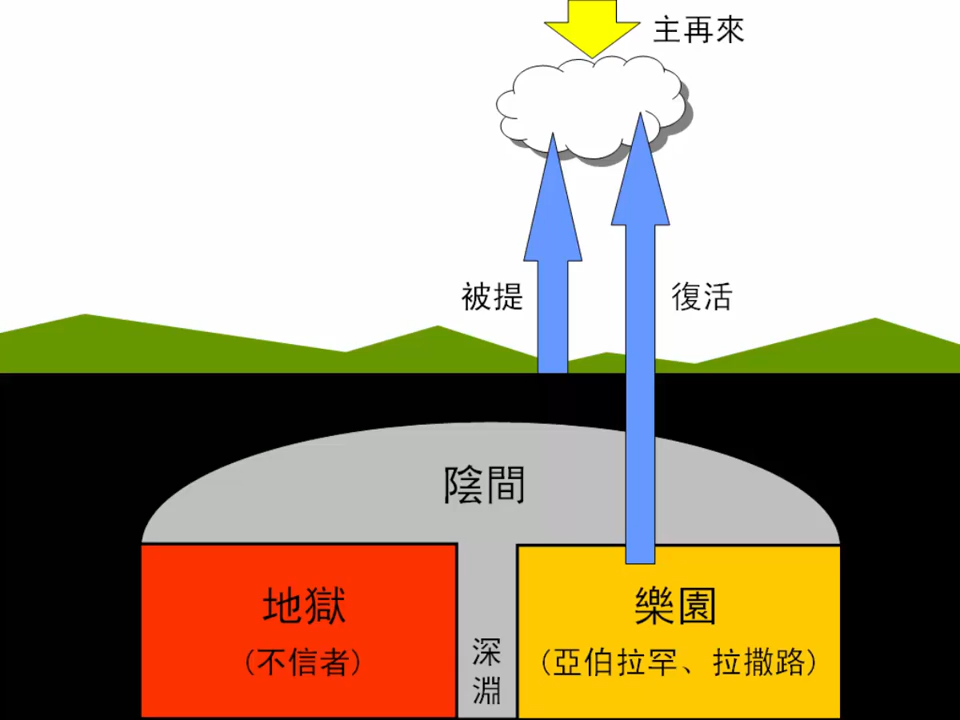 主再來
被提
復活
陰間
地獄
(不信者)
深
淵
樂園
(亞伯拉罕、拉撒路)